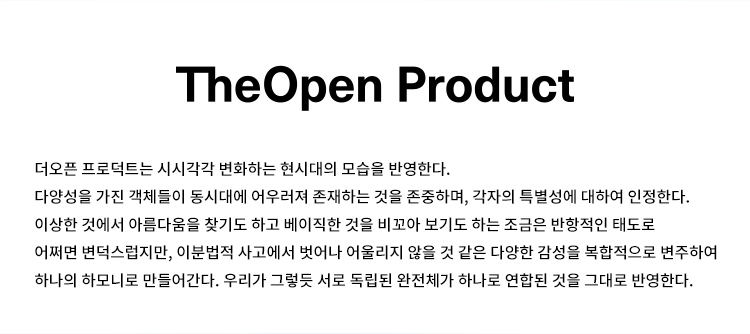 TheOpen Product
더오픈 프로덕트는 시시각각 변화하는 현시대의 모습을 반영한다.
다양성을 가진 객체들이 동시대에 어우러져 존재하는 것을 존중하며, 각자의 특별성에 대하여 인정한다.
이상한 것에서 아름다움을 찾기도 하고 베이직한 것을 비꼬아 보기도 하는 조금은 반항적인 태도로
어쩌면 변덕스럽지만, 이분법적 사고에서 벗어나 어울리지 않을 것 같은 다양한 감성을 복합적으로 변주하여
하나의 하모니로 만들어간다. 우리가 그렇듯 서로 독립된 완전체가 하나로 연합된 것을 그대로 반영한다.